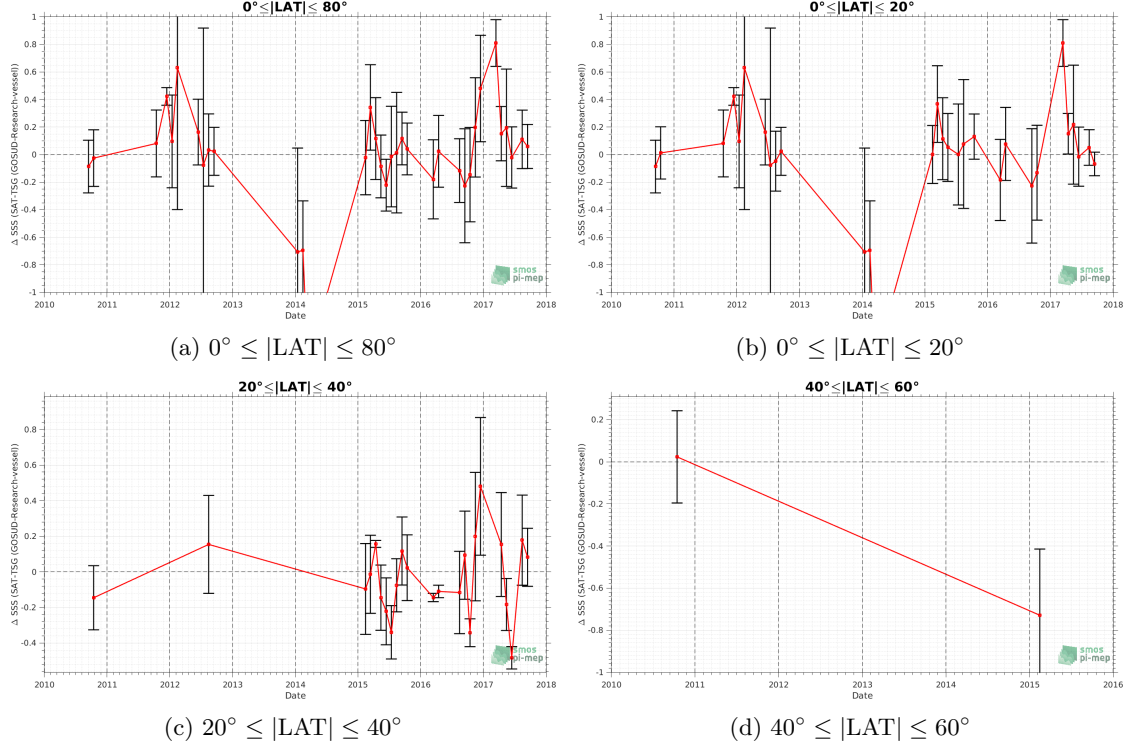 0°≤|LAT|≤ 80°
Δ SSS (SAT-TSG (GOSUD-Research-vessel))
1
0.8
0.6
0.4
0.2
0
-0.2
-0.4
-0.6
-0.8
-1
2010 2011 2012 2013 2014 2015 2016 2017 2018
Date
smos
pi-mep
(a) 0° ≤ |LAT| ≤ 80°
0°≤|LAT|≤ 20°
Δ SSS (SAT-TSG (GOSUD-Research-vessel))
1
0.8
0.6
0.4
0.2
0
-0.2
-0.4
-0.6
-0.8
-1
2010 2011 2012 2013 2014 2015 2016 2017 2018
Date
smos
pi-mep
(b) 0° ≤ |LAT| ≤ 20°
20°≤|LAT|≤ 40°
Δ SSS (SAT-TSG (GOSUD-Research-vessel))
0.8
0.6
0.4
0.2
0
-0.2
-0.4
2010 2011 2012 2013 2014 2015 2016 2017 2018
Date
smos
pi-mep
(c) 20° ≤ |LAT| ≤ 40°
40°≤|LAT|≤ 60°
Δ SSS (SAT-TSG (GOSUD-Research-vessel))
0.2
0
-0.2
-0.4
-0.6
-0.8
-1
2010 2011 2012 2013 2014 2015 2016
Date
smos
pi-mep
(d) 40° ≤ |LAT| ≤ 60°